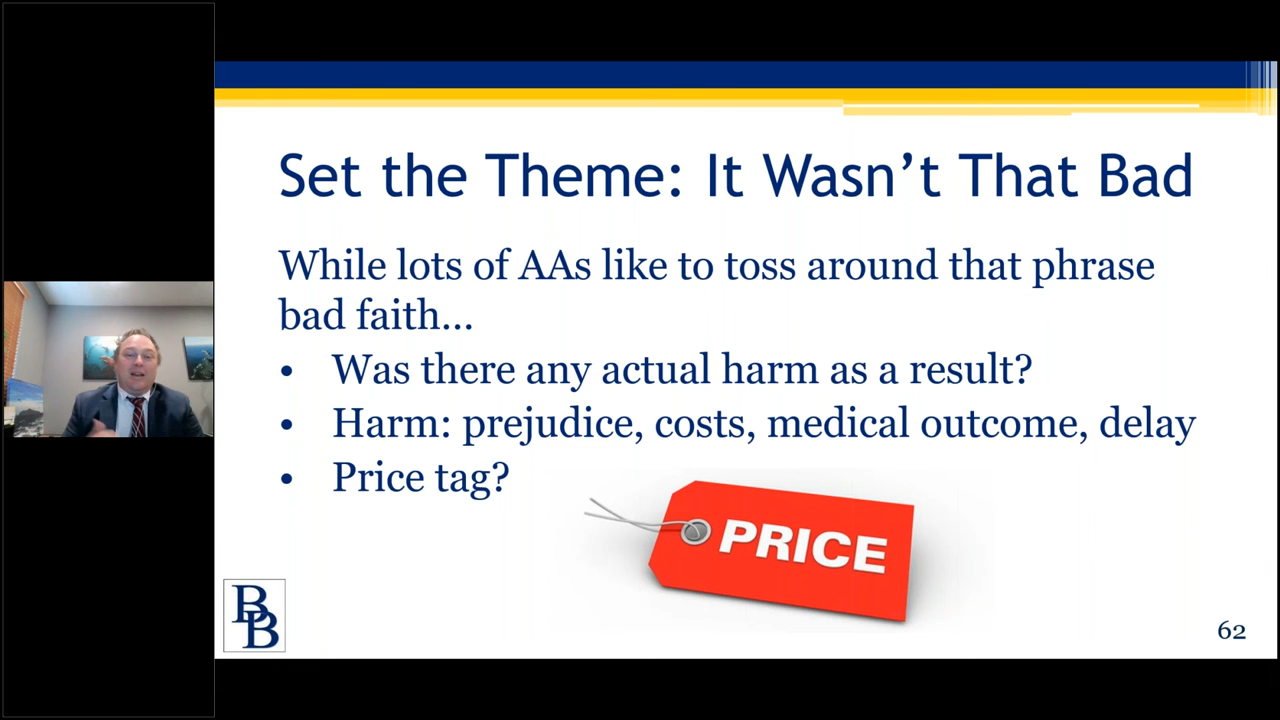 Set the Theme: It Wasn’t That Bad
While lots of AAs like to toss around that phrase
bad faith...
• Was there any actual harm as a result?
• Harm: prejudice, costs, medical outcome, delay
• Price tag?
PRICE
BB
62